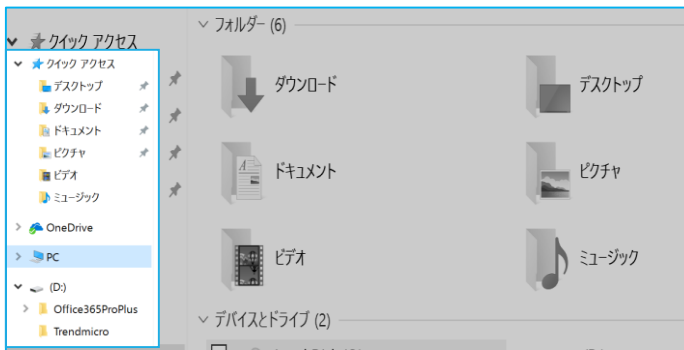 クイック アクセス
クイック アクセス
デスクトップ
ダウンロード
ドキュメント
ピクチャ
ビデオ
ミュージック
OneDrive
PC
(D:)
Office365ProPlus
Trendmicro
フォルダー (6)
ダウンロード
デスクトップ
ドキュメント
ピクチャ
ビデオ
ミュージック
デバイスとドライブ (2)